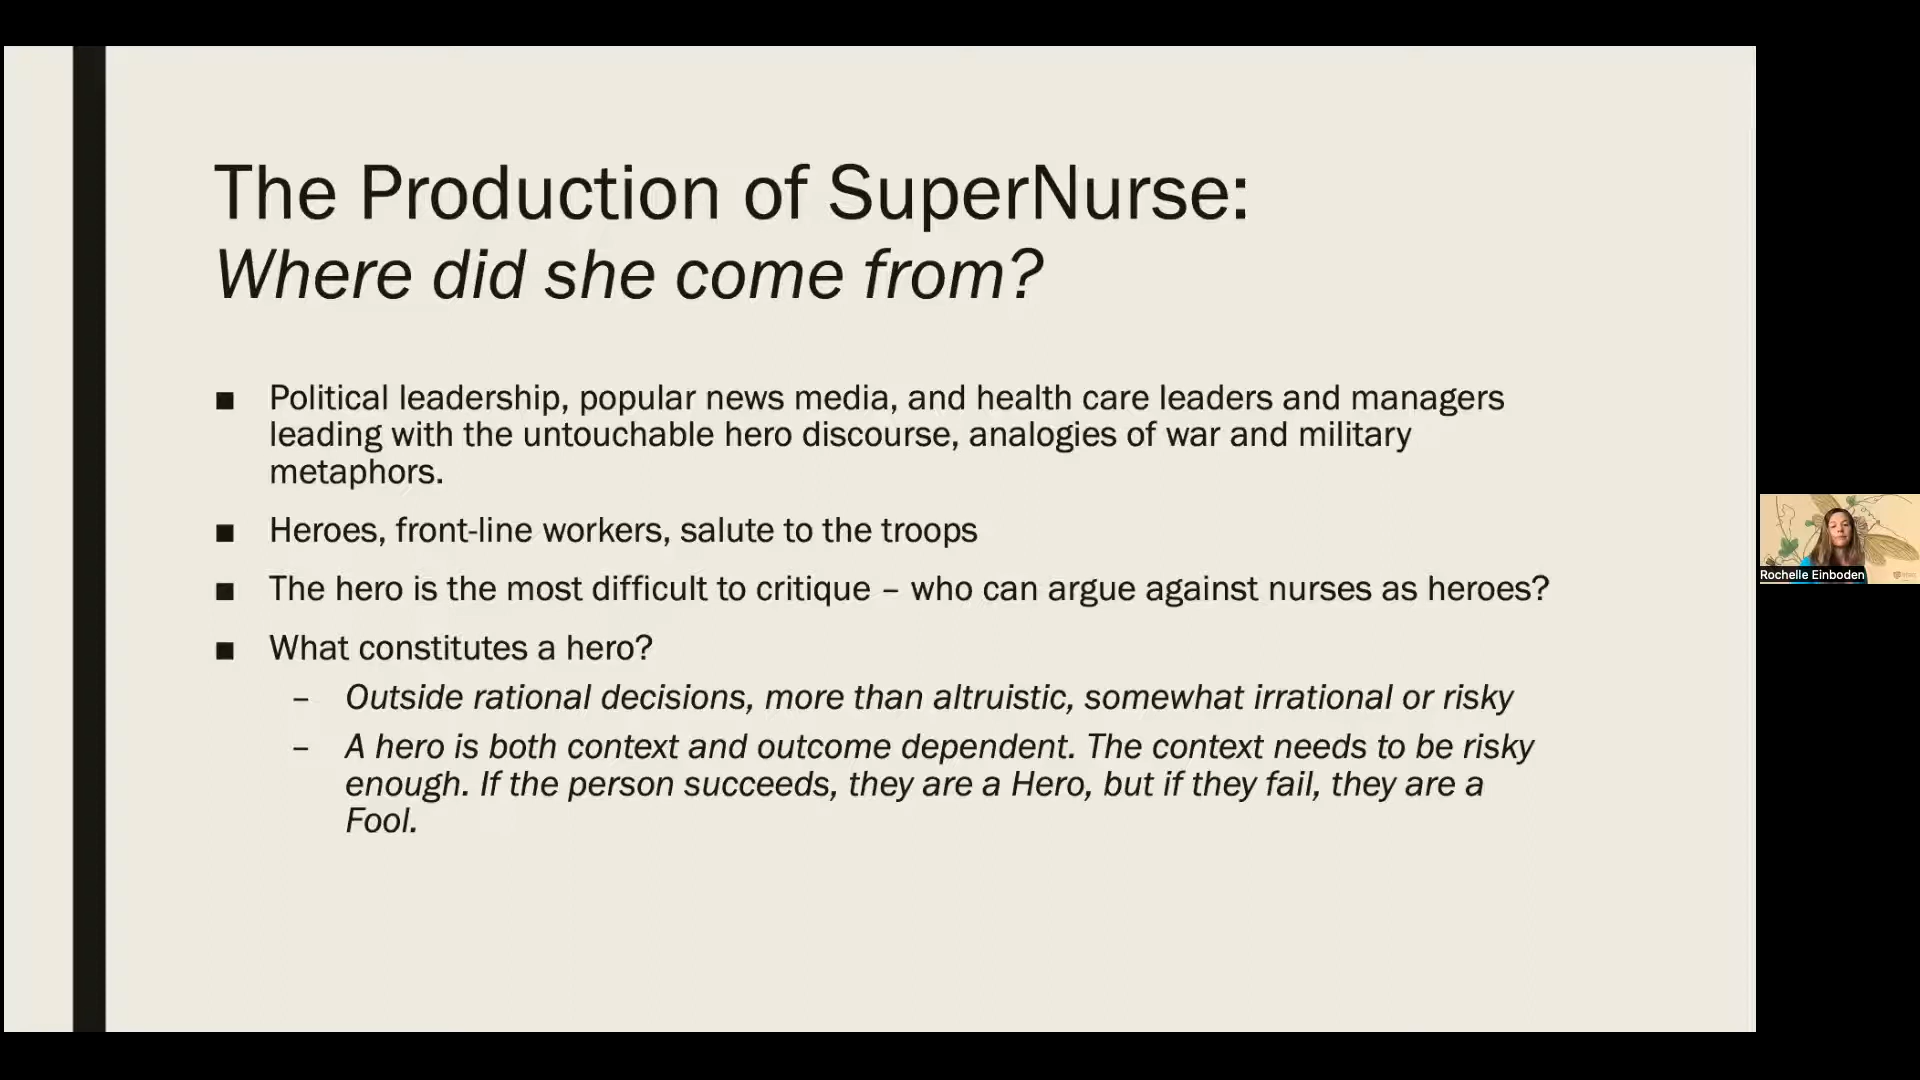 The Production of SuperNurse:
Where did she come from?
■ Political leadership, popular news media, and health care leaders and managers
leading with the untouchable hero discourse, analogies of war and military
metaphors.
■ Heroes, front-line workers, salute to the troops
■ The hero is the most difficult to critique – who can argue against nurses as heroes?
■ What constitutes a hero?
– Outside rational decisions, more than altruistic, somewhat irrational or risky
– A hero is both context and outcome dependent. The context needs to be risky
enough. If the person succeeds, they are a Hero, but if they fail, they are a
Fool.
Rochelle Einboden